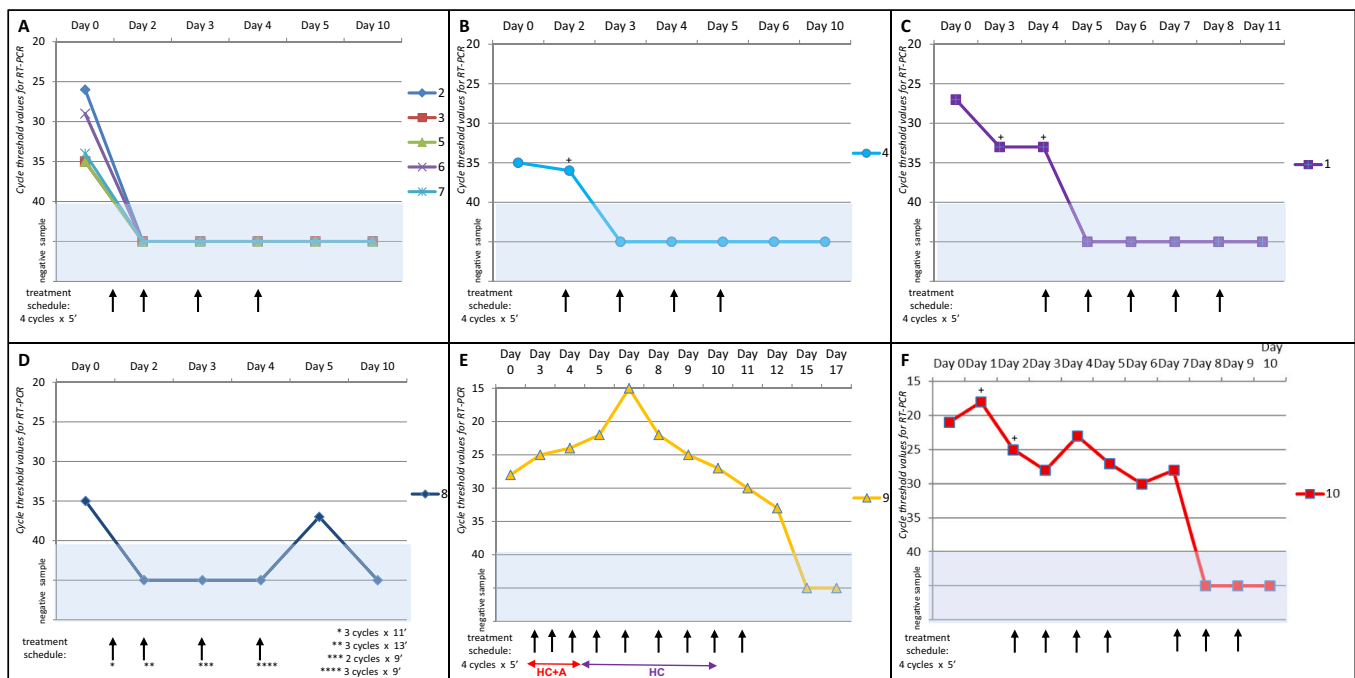 A
Day 0 Day 2 Day 3 Day 4 Day 5 Day 10
Cycle threshold values for RT-PCR
20
25
30
35
40
negative sample
2
3
5
6
7
treatment
schedule:
4 cycles x 5’
B
Day 0 Day 2 Day 3 Day 4 Day 5 Day 6 Day 10
Cycle threshold values for RT-PCR
20
25
30
35
40
negative sample
+
4
treatment
schedule:
4 cycles x 5’
C
Day 0 Day 3 Day 4 Day 5 Day 6 Day 7 Day 8 Day 11
Cycle threshold values for RT-PCR
20
25
30
35
40
negative sample
+ +
1
treatment
schedule:
4 cycles x 5’
D
Day 0 Day 2 Day 3 Day 4 Day 5 Day 10
Cycle threshold values for RT-PCR
20
25
30
35
40
negative sample
8
treatment
schedule:
* ** *** ****
* 3 cycles x 11’
** 3 cycles x 13’
*** 2 cycles x 9’
**** 3 cycles x 9’
E
Day Day Day Day Day Day Day Day Day Day Day Day
0 3 4 5 6 8 9 10 11 12 15 17
Cycle threshold values for RT-PCR
15
20
25
30
35
40
negative sample
9
treatment
schedule:
4 cycles x 5’
HC+A HC
F
Day 0 Day 1 Day 2 Day 3 Day 4 Day 5 Day 6 Day 7 Day 8 Day 9 Day
10
Cycle threshold values for RT-PCR
15
20
25
30
35
40
negative sample
+
+
10
treatment
schedule:
4 cycles x 5’